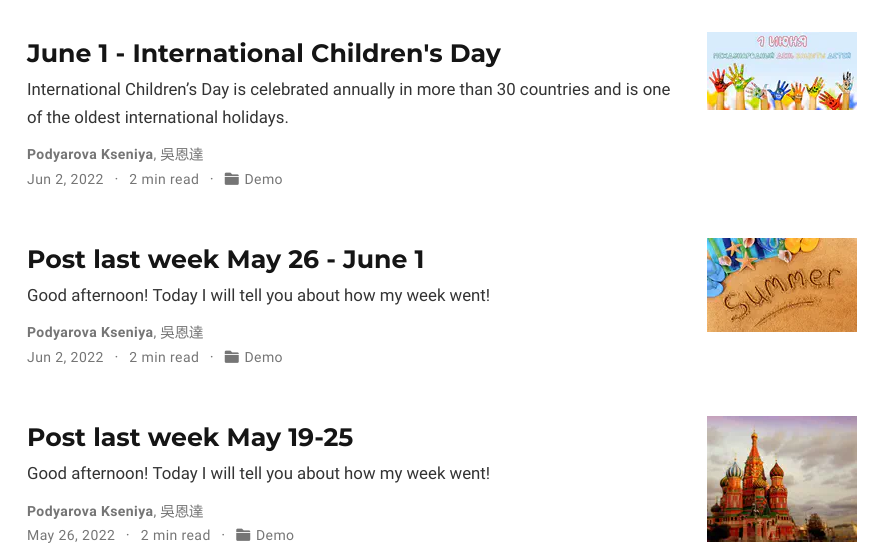 June 1 - International Children's Day
International Children’s Day is celebrated annually in more than 30 countries and is one
of the oldest international holidays.
Podyarova Kseniya, 吳恩達
Jun 2, 2022 · 2 min read · Demo
1 ИЮНЯ
МЕЖДУНАРОДНЫЙ ДЕНЬ ЗАЩИТЫ ДЕТЕЙ
Post last week May 26 - June 1
Good afternoon! Today I will tell you about how my week went!
Podyarova Kseniya, 吳恩達
Jun 2, 2022 · 2 min read · Demo
Summer
Post last week May 19-25
Good afternoon! Today I will tell you about how my week went!
Podyarova Kseniya, 吳恩達
May 26, 2022 · 2 min read · Demo